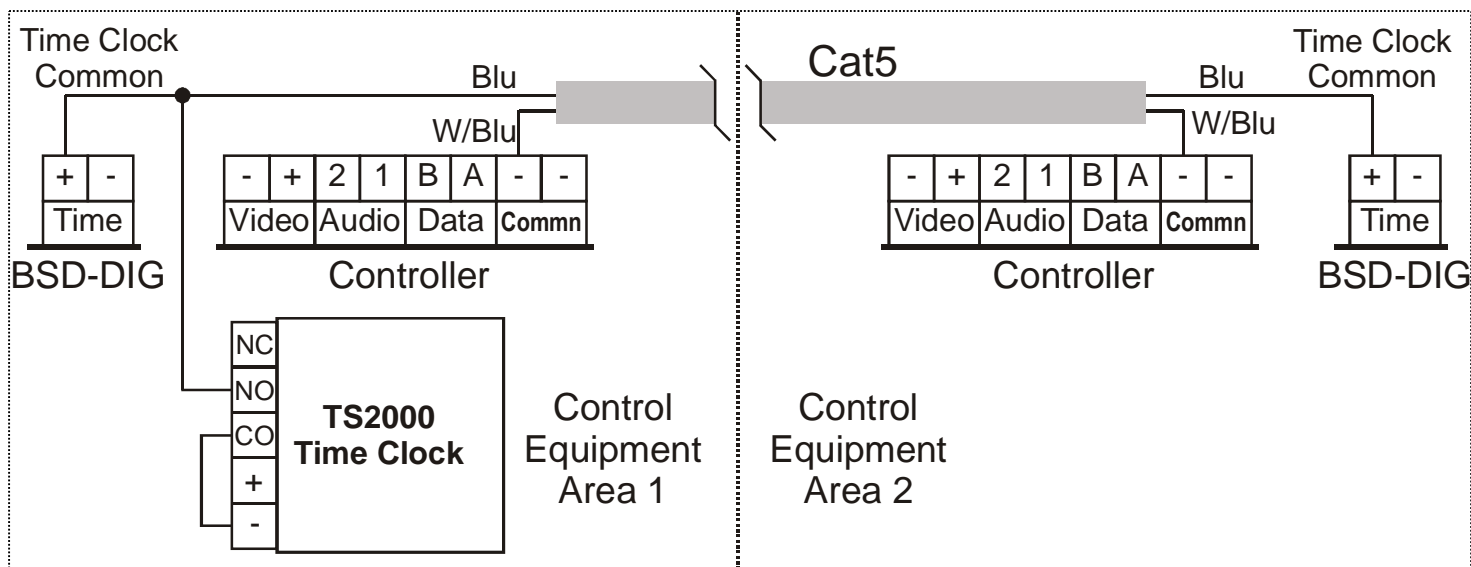 Time Clock
Common
Blu
W/Blu
+ -
Time
BSD-DIG
- + 2 1 B A - -
Video Audio Data Commn
Controller
NC
NO
CO
+
-
TS2000
Time Clock
Control
Equipment
Area 1
Cat5
Blu
W/Blu
Time Clock
Common
- + 2 1 B A - -
Video Audio Data Commn
Controller
+ -
Time
BSD-DIG
Control
Equipment
Area 2